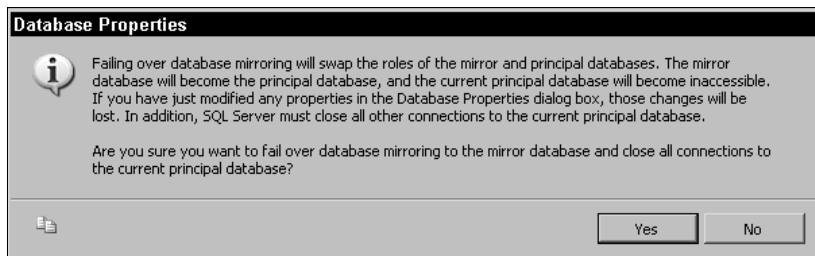 Database Properties
Failing over database mirroring will swap the roles of the mirror and principal databases. The mirror
database will become the principal database, and the current principal database will become inaccessible.
If you have just modified any properties in the Database Properties dialog box, those changes will be
lost. In addition, SQL Server must close all other connections to the current principal database.
Are you sure you want to fail over database mirroring to the mirror database and close all connections to
the current principal database?
Yes
No